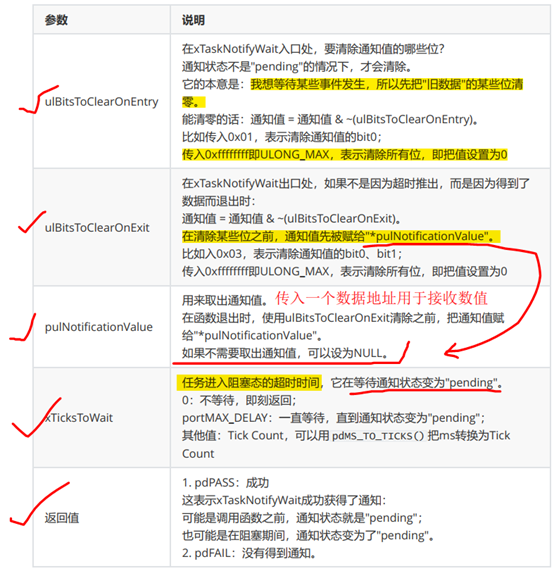 参数
说明
ulBitsToClearOnEntry
在xTaskNotifyWait入口处，要清除通知值的哪些位？
通知状态不是"pending"的情况下，才会清除。
它的本意是：我想等待某些事件发生，所以先把"旧数据"的某些位清
零。
能清零的话：通知值 = 通知值 & ~(ulBitsToClearOnEntry)。
比如传入0x01，表示清除通知值的bit0；
传入0xffffffff即ULONG_MAX，表示清除所有位，即把值设置为0
ulBitsToClearOnExit
在xTaskNotifyWait出口处，如果不是因为超时推出，而是因为得到了
数据而退出时：
通知值 = 通知值 & ~(ulBitsToClearOnExit)。
在清除某些位之前，通知值先被赋给"*pulNotificationValue"。
比如入0x03，表示清除通知值的bit0、bit1；
传入0xffffffff即ULONG_MAX，表示清除所有位，即把值设置为0
pulNotificationValue
用来取出通知值。传入一个数据地址用于接收数值
在函数退出时，使用ulBitsToClearOnExit清除之前，把通知值赋
给"*pulNotificationValue"。
如果不需要取出通知值，可以设为NULL。
xTicksToWait
任务进入阻塞态的超时时间，它在等待通知状态变为"pending"。
0：不等待，即刻返回；
portMAX_DELAY：一直等待，直到通知状态变为"pending"；
其他值：Tick Count，可以用 pdMS_TO_TICKS() 把ms转换为Tick
Count
返回值
1. pdPASS：成功
这表示xTaskNotifyWait成功获得了通知：
可能是调用函数之前，通知状态就是"pending"；
也可能是在阻塞期间，通知状态变为了"pending"。
2. pdFAIL：没有得到通知。